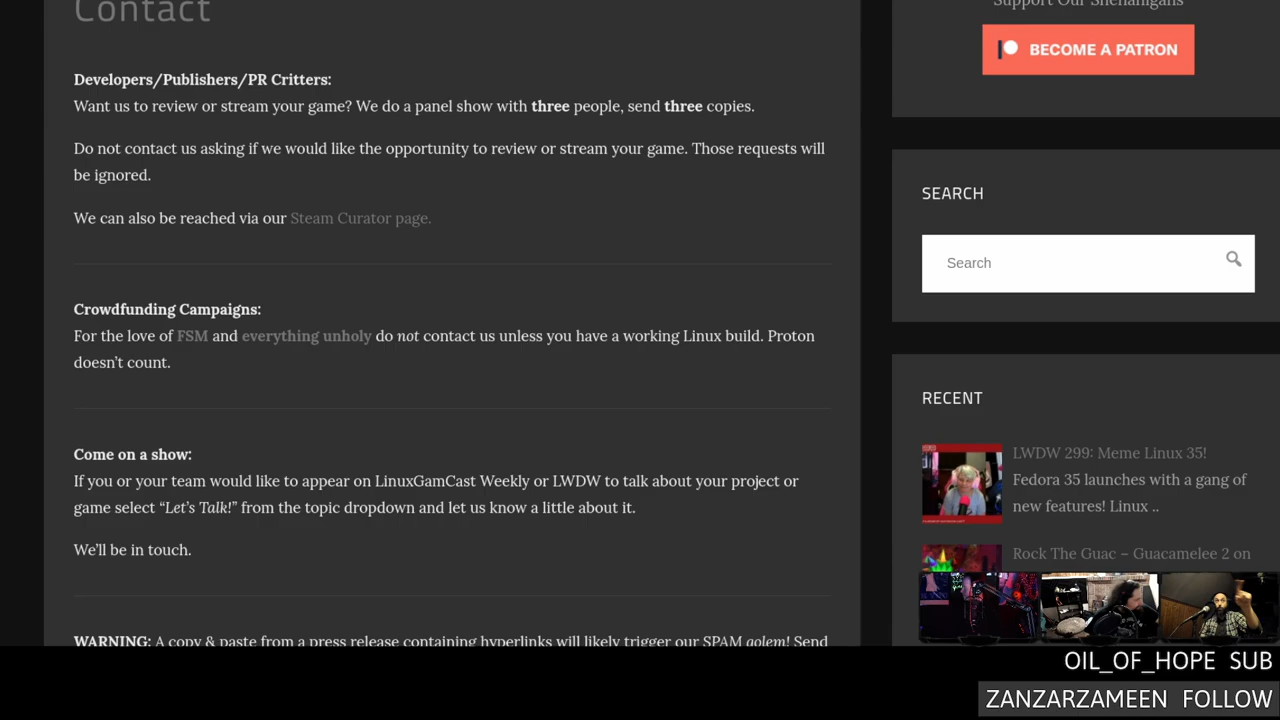 Contact
Developers/Publishers/PR Critters:
Want us to review or stream your game? We do a panel show with three people, send three copies.
Do not contact us asking if we would like the opportunity to review or stream your game. Those requests will
be ignored.
We can also be reached via our Steam Curator page.
Crowdfunding Campaigns:
For the love of FSM and everything unholy do not contact us unless you have a working Linux build. Proton
doesn't count.
Come on a show:
If you or your team would like to appear on LinuxGamCast Weekly or LWDW to talk about your project or
game select “Let's Talk!” from the topic dropdown and let us know a little about it.
We'll be in touch.
WARNING: A copy & paste from a press release containing hyperlinks will likely trigger our SPAM golem! Send
Support Our Shenanigans
BECOME A PATRON
SEARCH
Search
RECENT
LWDW 299: Meme Linux 35!
Fedora 35 launches with a gang of
new features! Linux ..
Rock The Guac – Guacamelee 2 on
OIL_OF_HOPE SUB
ZANZARZAMEEN FOLLOW